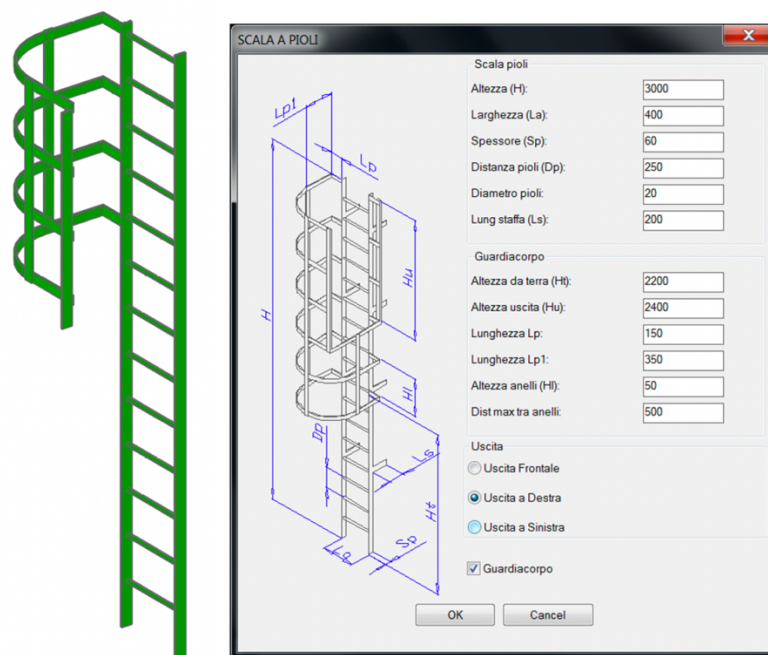 SCALA A PIOLI
Scala pioli
Altezza (H): 3000
Larghezza (La): 400
Spessore (Sp): 60
Distanza pioli (Dp): 250
Diametro pioli: 20
Lung staffa (Ls): 200
Guardiacorpo
Altezza da terra (Ht): 2200
Altezza uscita (Hu): 2400
Lunghezza Lp: 150
Lunghezza Lp1: 350
Altezza anelli (Hl): 50
Dist max tra anelli: 500
Uscita
Uscita Frontale
Uscita a Destra
Uscita a Sinistra
Guardiacorpo
OK Cancel
Lp1
Lp
Hu
H
Hl
Dp
Ls
Ht
La
Sp